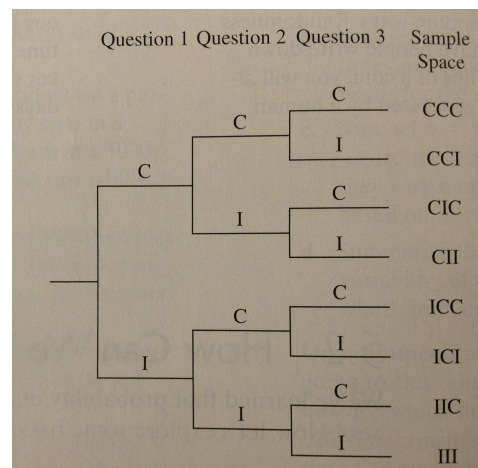 Question 1 Question 2 Question 3 Sample
Space
C CCC
C
I CCI
C
C CIC
I
I CII
C ICC
C
I ICI
I
C IIC
I
I III